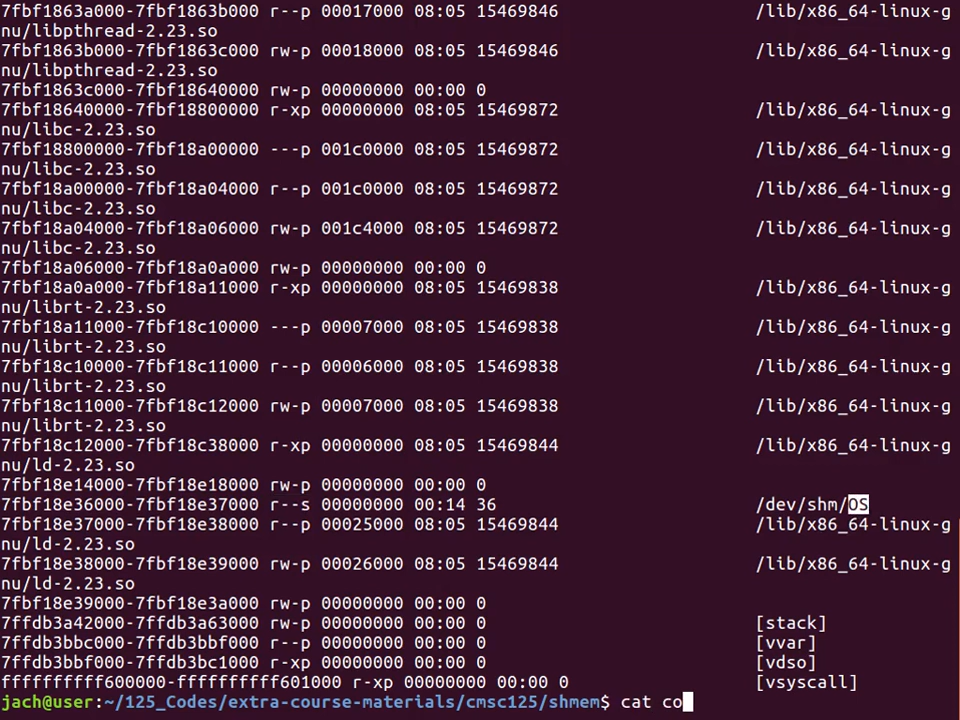 7fbf1863a000-7fbf1863b000 r--p 00017000 08:05 15469846 /lib/x86_64-linux-g
nu/libpthread-2.23.so
7fbf1863b000-7fbf1863c000 rw-p 00018000 08:05 15469846 /lib/x86_64-linux-g
nu/libpthread-2.23.so
7fbf1863c000-7fbf18640000 rw-p 00000000 00:00 0
7fbf18640000-7fbf18800000 r-xp 00000000 08:05 15469872 /lib/x86_64-linux-g
nu/libc-2.23.so
7fbf18800000-7fbf18a00000 ---p 001c0000 08:05 15469872 /lib/x86_64-linux-g
nu/libc-2.23.so
7fbf18a00000-7fbf18a04000 r--p 001c0000 08:05 15469872 /lib/x86_64-linux-g
nu/libc-2.23.so
7fbf18a04000-7fbf18a06000 rw-p 001c4000 08:05 15469872 /lib/x86_64-linux-g
nu/libc-2.23.so
7fbf18a06000-7fbf18a0a000 rw-p 00000000 00:00 0
7fbf18a0a000-7fbf18a11000 r-xp 00000000 08:05 15469838 /lib/x86_64-linux-g
nu/librt-2.23.so
7fbf18a11000-7fbf18c10000 ---p 00007000 08:05 15469838 /lib/x86_64-linux-g
nu/librt-2.23.so
7fbf18c10000-7fbf18c11000 r--p 00006000 08:05 15469838 /lib/x86_64-linux-g
nu/librt-2.23.so
7fbf18c11000-7fbf18c12000 rw-p 00007000 08:05 15469838 /lib/x86_64-linux-g
nu/librt-2.23.so
7fbf18c12000-7fbf18c38000 r-xp 00000000 08:05 15469844 /lib/x86_64-linux-g
nu/ld-2.23.so
7fbf18e14000-7fbf18e18000 rw-p 00000000 00:00 0
7fbf18e36000-7fbf18e37000 r--s 00000000 00:14 36 /dev/shm/OS
7fbf18e37000-7fbf18e38000 r--p 00025000 08:05 15469844 /lib/x86_64-linux-g
nu/ld-2.23.so
7fbf18e38000-7fbf18e39000 rw-p 00026000 08:05 15469844 /lib/x86_64-linux-g
nu/ld-2.23.so
7fbf18e39000-7fbf18e3a000 rw-p 00000000 00:00 0
7ffdb3a42000-7ffdb3a63000 rw-p 00000000 00:00 0 [stack]
7ffdb3bbc000-7ffdb3bbf000 r--p 00000000 00:00 0 [vvar]
7ffdb3bbf000-7ffdb3bc1000 r-xp 00000000 00:00 0 [vdso]
ffffffffff600000-ffffffffff601000 r-xp 00000000 00:00 0 [vsyscall]
jach@user:~/125_Codes/extra-course-materials/cmsc125/shmem$ cat co